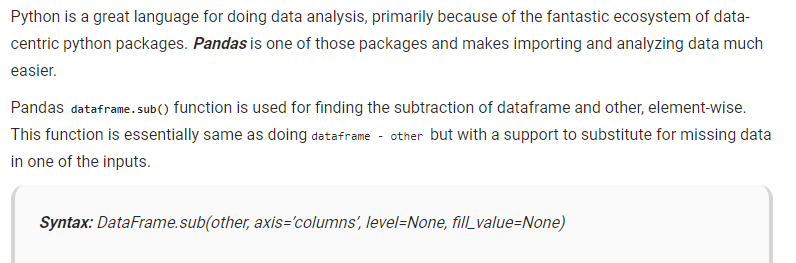 Python is a great language for doing data analysis, primarily because of the fantastic ecosystem of data-
centric python packages. Pandas is one of those packages and makes importing and analyzing data much
easier.
Pandas dataframe.sub() function is used for finding the subtraction of dataframe and other, element-wise.
This function is essentially same as doing dataframe - other but with a support to substitute for missing data
in one of the inputs.
Syntax: DataFrame.sub(other, axis=’columns’, level=None, fill_value=None)